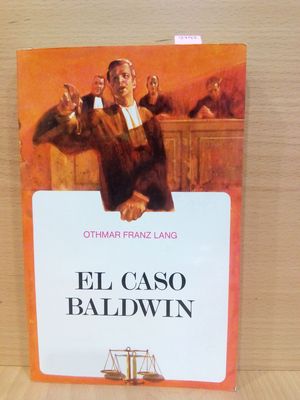 OTHMAR FRANZ LANG
EL CASO
BALDWIN